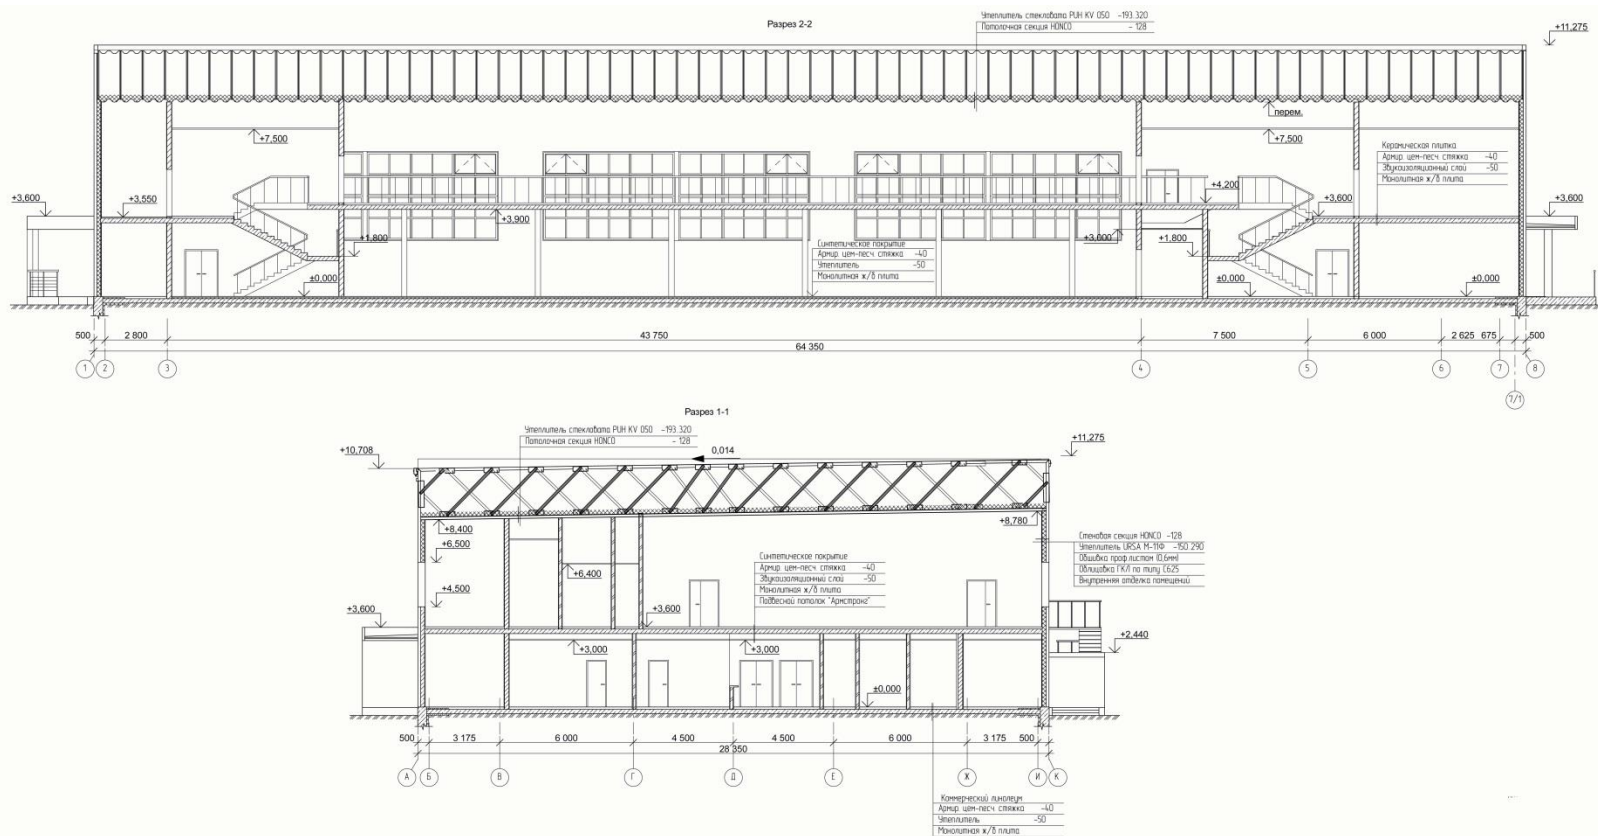 Разрез 2-2
Утеплитель стекловата PUH KV 050 -193.320
Потолочная секция HONCO - 128
+11,275
перем.
+7,500
+7,500
Керамическая плитка
Армир. цем-песч. стяжка -40
Звукоизоляционный слой -50
Монолитная ж/б плита
+3,600
+3,550
+4,200
+3,600
+3,600
+3,900
+1,800
+3,000
+1,800
Синтетическое покрытие
Армир. цем-песч. стяжка -40
Утеплитель -50
Монолитная ж/б плита
±0,000
±0,000
±0,000
500 2 800 43 750 7 500 6 000 2 625 675 500
64 350
1 2 3 4 5 6 7 8
7/1
Разрез 1-1
Утеплитель стекловата PUH KV 050 -193.320
Потолочная секция HONCO - 128
+10,708
0,014
+11,275
+8,400
+8,780
+6,500
Стеновая секция HONCO -128
Утеплитель URSA М-11Ф -150.290
Обшивка проф.листом (0,6мм)
Облицовка ГКЛ по типу С625
Внутренняя отделка помещений
+6,400
Синтетическое покрытие
Армир. цем-песч. стяжка -40
Звукоизоляционный слой -50
Монолитная ж/б плита
Подвесной потолок "Армстронг"
+4,500
+3,600
+3,600
+2,440
+3,000
+3,000
±0,000
500 3 175 6 000 4 500 4 500 6 000 3 175 500
28 350
А Б В Г Д Е Ж И К
Коммерческий линолеум
Армир. цем-песч. стяжка -40
Утеплитель -50
Монолитная ж/б плита